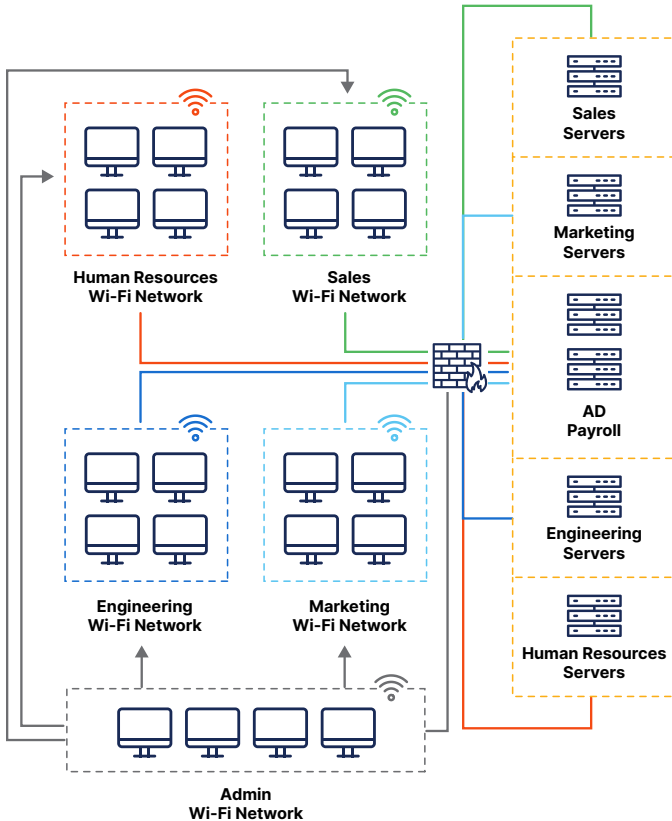 Sales
Servers
Marketing
Servers
Human Resources
Wi-Fi Network
Sales
Wi-Fi Network
AD
Payroll
Engineering
Servers
Engineering
Wi-Fi Network
Marketing
Wi-Fi Network
Human Resources
Servers
Admin
Wi-Fi Network